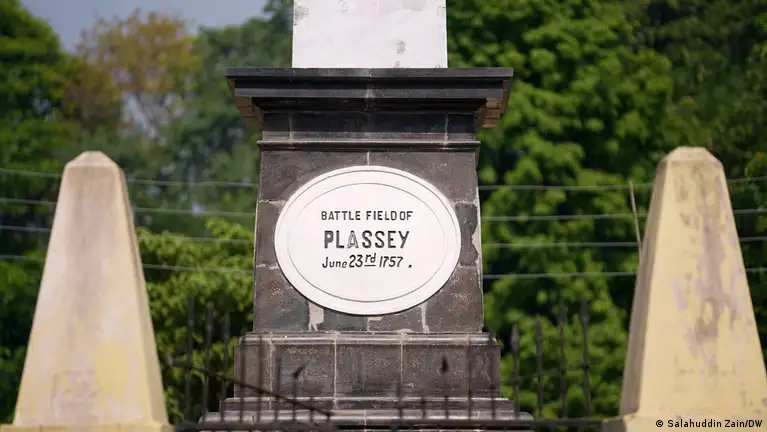 BATTLE FIELD OF
PLASSEY
June 23rd 1757.
© Salahuddin Zain/DW